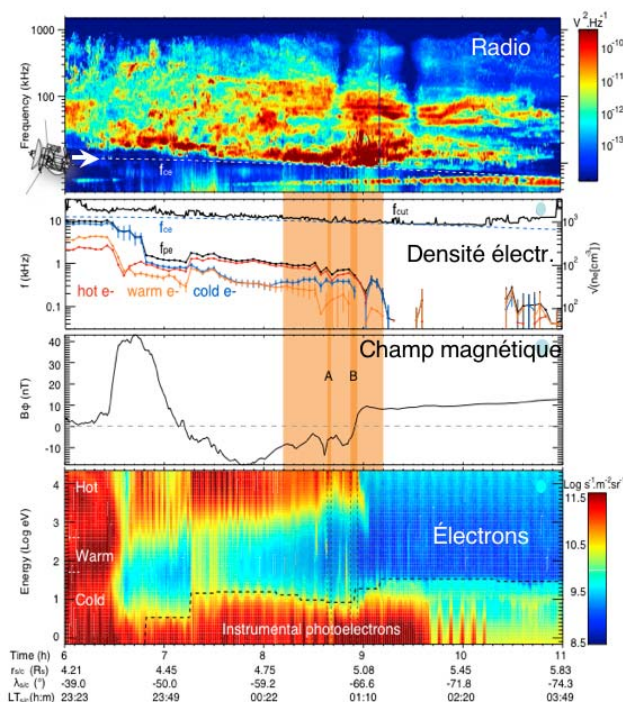 V².Hz⁻¹
Radio
Frequency (kHz)
1000
100
10⁻¹⁰
10⁻¹¹
10⁻¹²
10⁻¹³
fce
fcut
fce
fpe
Densité électr.
f (kHz)
10.0
1.0
0.1
10³
10²
√(ne[cm⁻³])
hot e- warm e- cold e-
Champ magnétique
Bϕ (nT)
40
30
20
10
0
-10
A B
Log s⁻¹.m⁻².sr⁻¹
Hot
Électrons
Energy (Log eV)
Warm
Cold
4
3
2
1
0
11.5
10.5
9.5
8.5
Instrumental photoelectrons
Time (h) 6 7 8 9 10 11
rs/c (Rs) 4.21 4.45 4.75 5.08 5.45 5.83
λs/c (°) -39.0 -50.0 -59.2 -66.6 -71.8 -74.3
LTs/c (h:m) 23:23 23:49 00:22 01:10 02:20 03:49